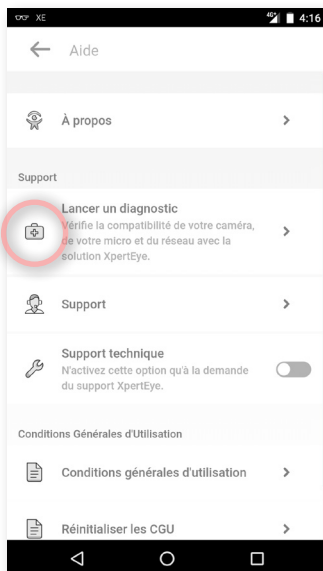 XE 4G 4:16
Aide
À propos
Support
Lancer un diagnostic
Vérifie la compatibilité de votre caméra,
de votre micro et du réseau avec la
solution XpertEye.
Support
Support technique
N'activez cette option qu'à la demande
du support XpertEye.
Conditions Générales d'Utilisation
Conditions générales d'utilisation
Réinitialiser les CGU